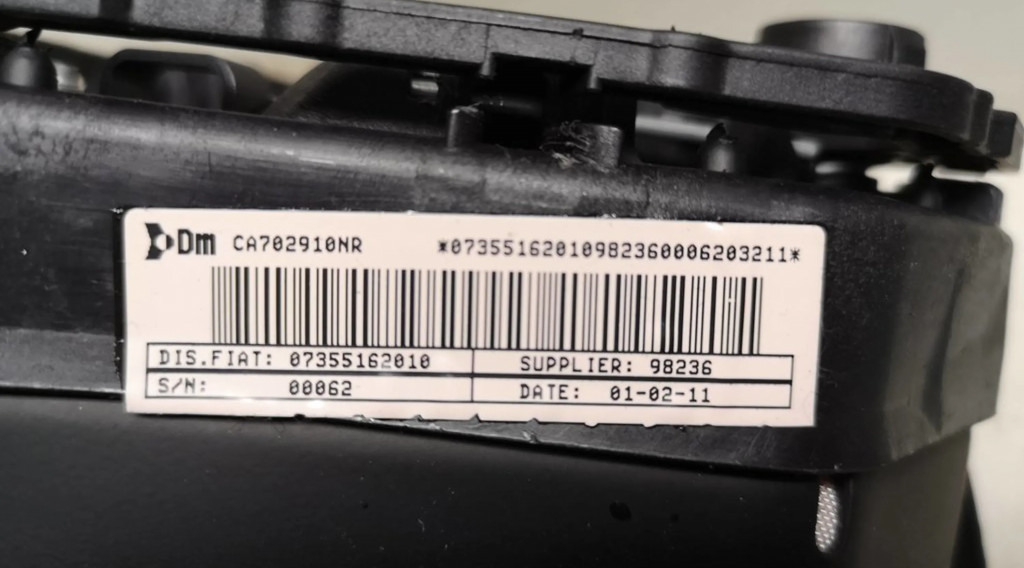 Dm CA702910NR *07355162010982360006203211*
DIS.FIAT: 07355162010 SUPPLIER: 98236
S/N: 00062 DATE: 01-02-11